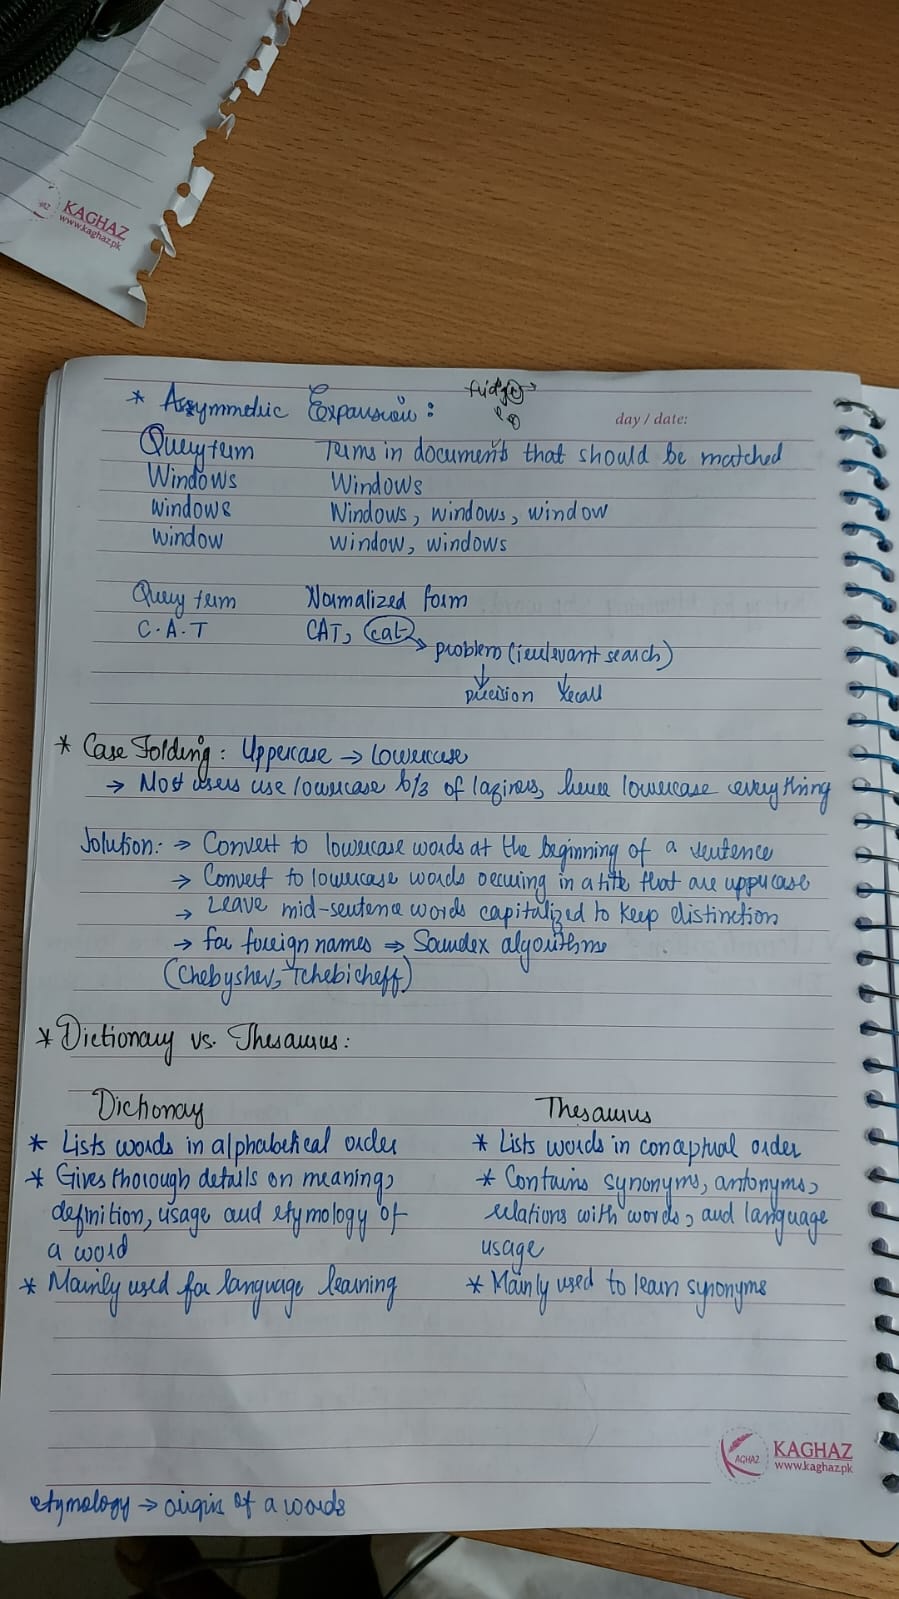 KAGHAZ
www.kaghaz.pk
* Assymmetric Expansion:
fridge
day / date:
Query term    Terms in documents that should be matched
Windows    Windows
windows    Windows, windows, window
window    window, windows
Query term    Normalized form
C.A.T    CAT, cat → problem (irrelevant search)
↓ precision ↓ recall
* Case Folding: Uppercase → lowercase
→ Most users use lowercase b/3 of laziness, hence lowercase everything
Solution: → Convert to lowercase words at the beginning of a sentence
→ Convert to lowercase words occuring in a title that are uppercase
→ Leave mid-sentence words capitalized to keep distinction
→ for foreign names ⇒ Soundex algorithms
(Chebyshev, Tchebicheff)
* Dictionary vs. Thesaurus:
Dictionay    Thesaurus
* Lists words in alphabetical order    * Lists words in conceptual order
* Gives thorough details on meaning,    * Contains synonyms, antonyms,
definition, usage and etymology of    relations with words, and language
a word    usage
* Mainly used for language learning    * Mainly used to learn synonyms
KAGHAZ
KAGHAZ
www.kaghaz.pk
etymology → origin of a words